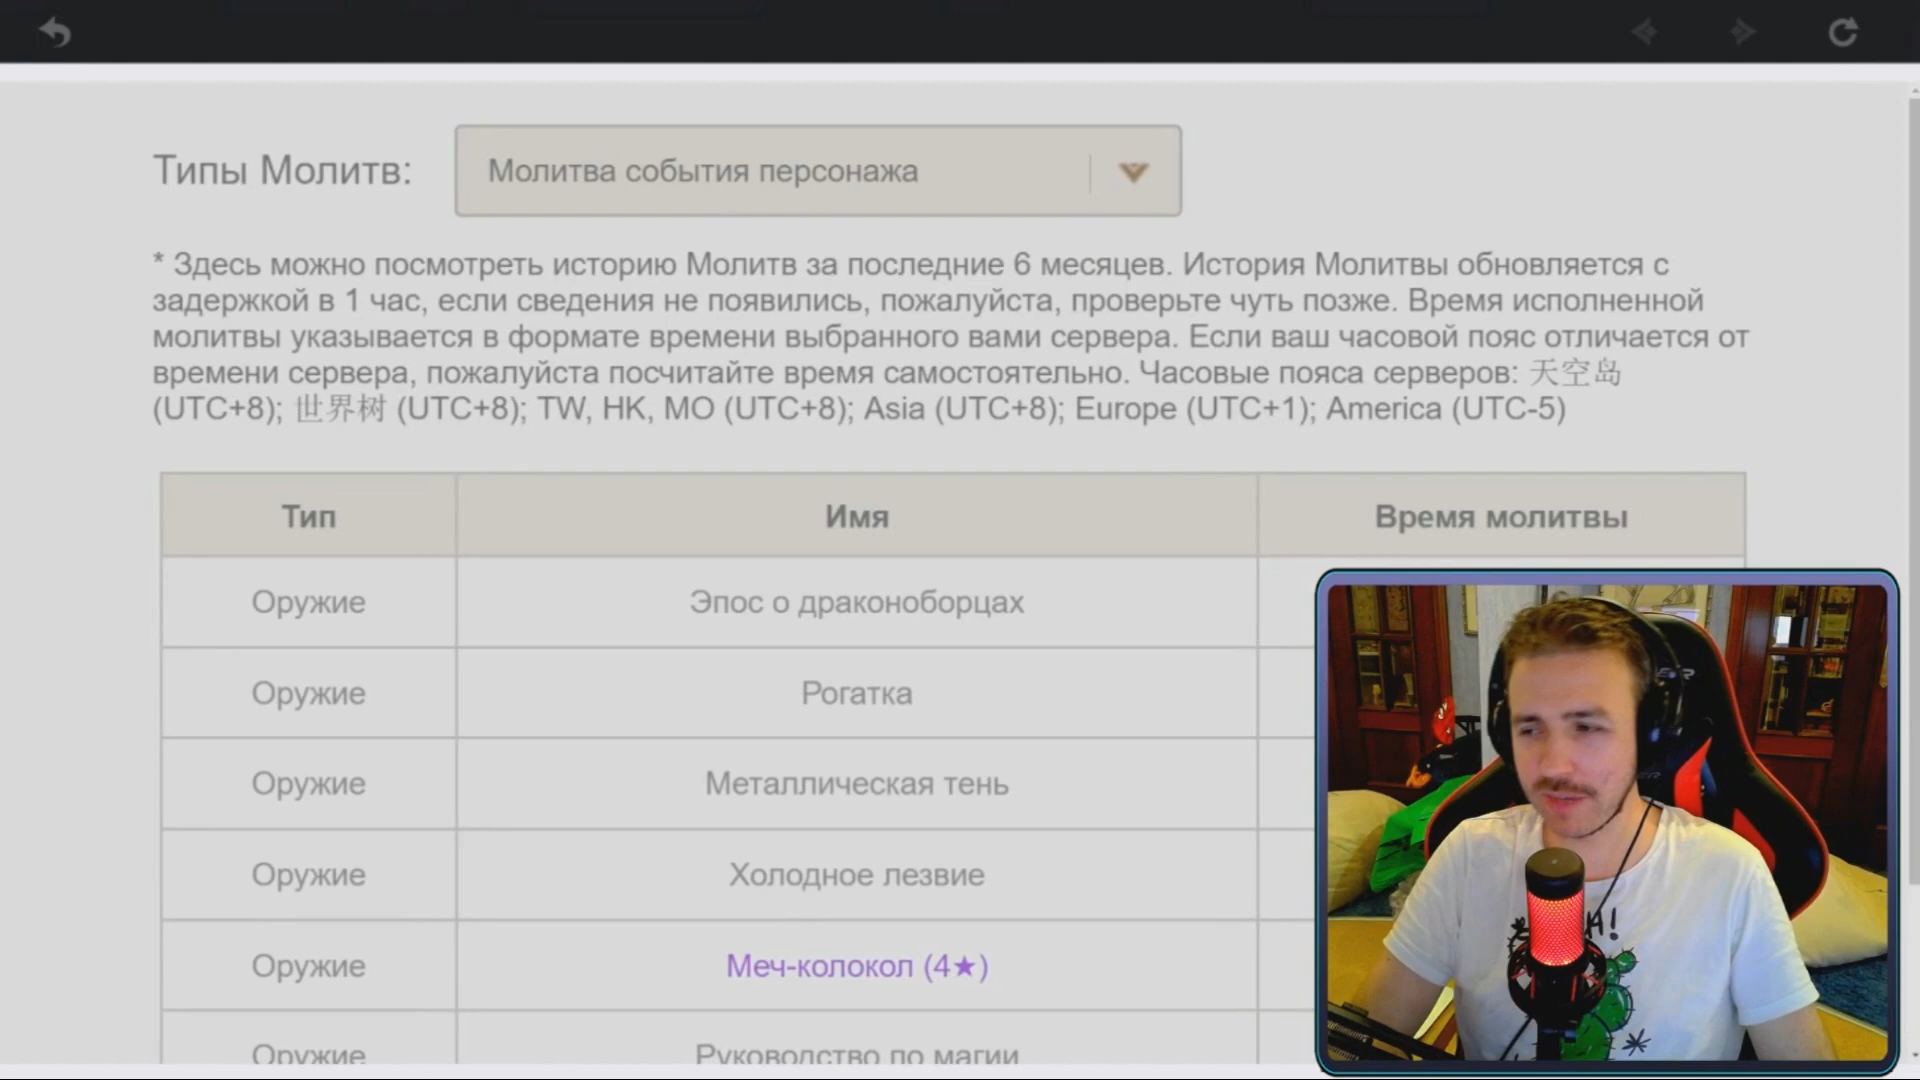 Типы Молитв:
Молитва события персонажа
* Здесь можно посмотреть историю Молитв за последние 6 месяцев. История Молитвы обновляется с
задержкой в 1 час, если сведения не появились, пожалуйста, проверьте чуть позже. Время исполненной
молитвы указывается в формате времени выбранного вами сервера. Если ваш часовой пояс отличается от
времени сервера, пожалуйста посчитайте время самостоятельно. Часовые пояса серверов: 天空岛
(UTC+8); 世界树 (UTC+8); TW, HK, MO (UTC+8); Asia (UTC+8); Europe (UTC+1); America (UTC-5)
Тип Имя Время молитвы
Оружие Эпос о драконоборцах
Оружие Рогатка
Оружие Металлическая тень
Оружие Холодное лезвие
Оружие Меч-колокол (4★)
Оружие Руководство по магии